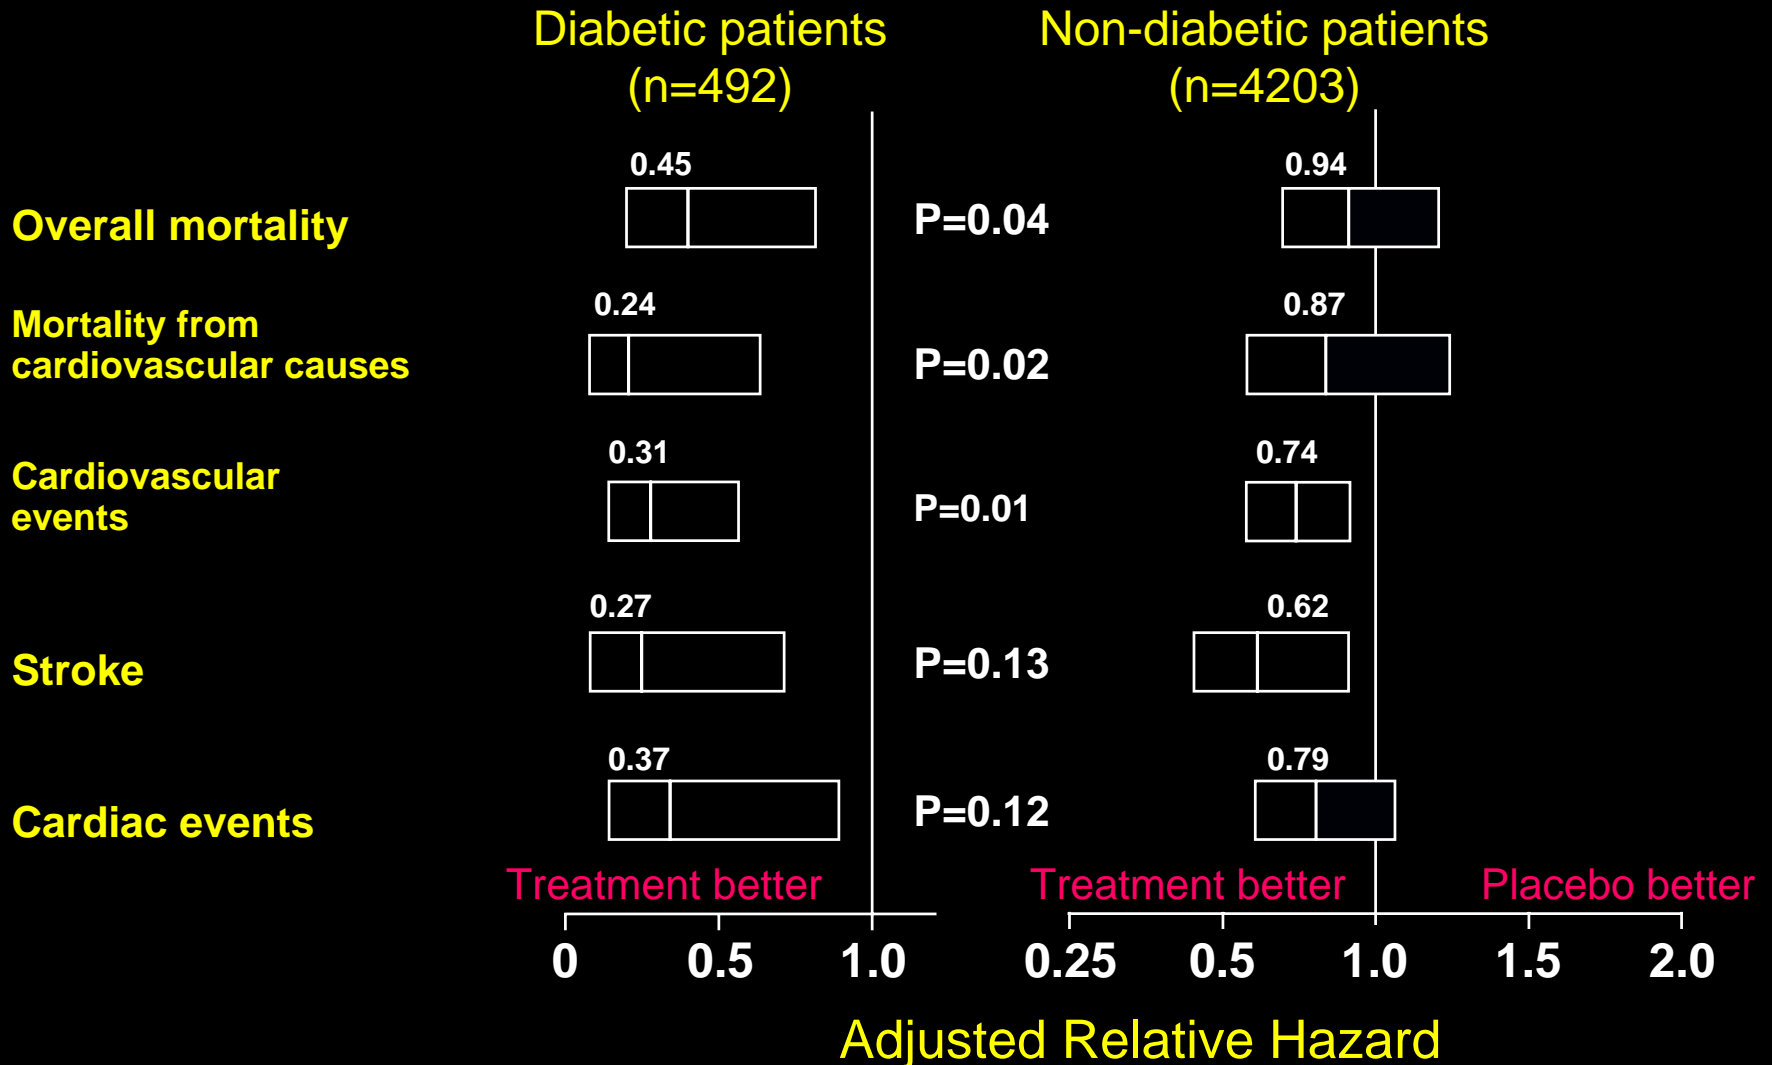 Diabetic patients
(n=492)
Non-diabetic patients
(n=4203)
Overall mortality
0.45
P=0.04
0.94
Mortality from
cardiovascular causes
0.24
P=0.02
0.87
Cardiovascular
events
0.31
P=0.01
0.74
Stroke
0.27
P=0.13
0.62
Cardiac events
0.37
P=0.12
0.79
Treatment better
Treatment better
Placebo better
0 0.5 1.0
0.25 0.5 1.0 1.5 2.0
Adjusted Relative Hazard